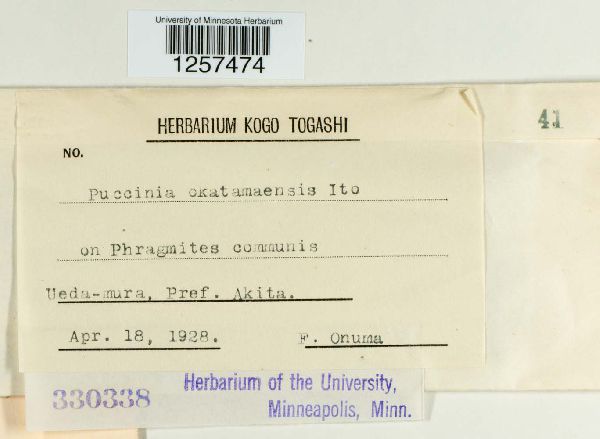 University of Minnesota Herbarium
1257474
41
HERBARIUM KOGO TOGASHI
NO.
Puccinia okatamaensis Ito
on Phragmites communis
Ueda-mura, Pref. Akita.
Apr. 18, 1928. F. Onuma
330338 Herbarium of the University,
Minneapolis, Minn.